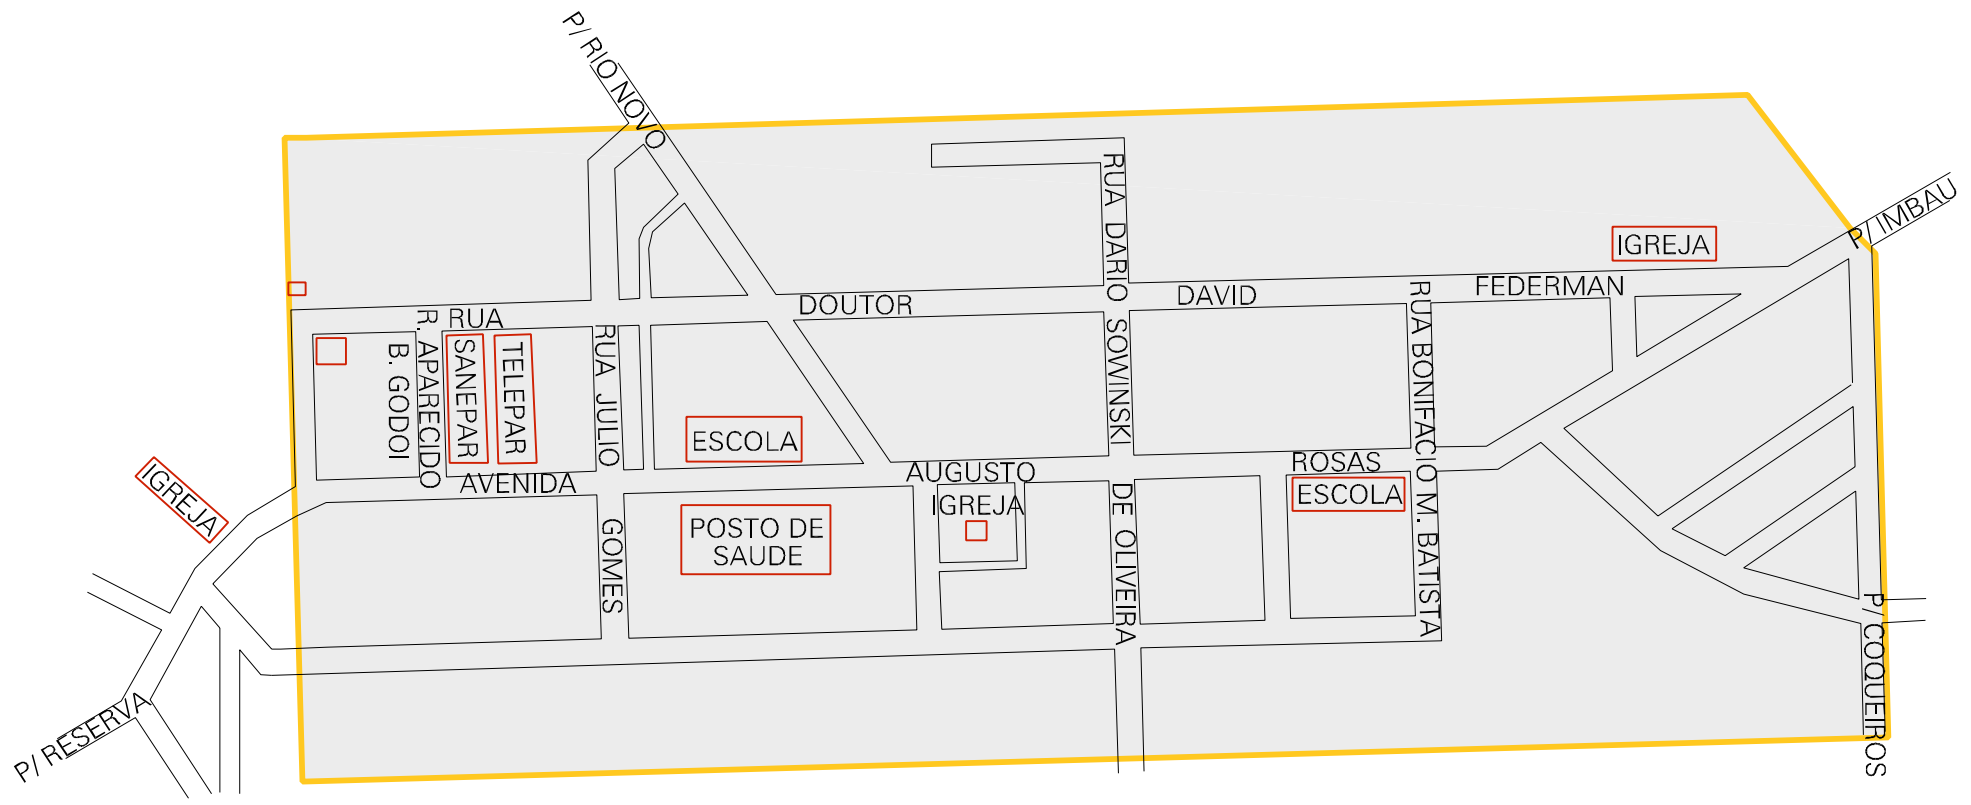 P/ RIO NOVO
P/ IMBAU
IGREJA
RUA DOUTOR DAVID FEDERMAN
RUA DARIO SOWINSKI DE OLIVEIRA
RUA BONIFACIO M. BATISTA
R. APARECIDO
B. GODOI
SANEPAR
TELEPAR
RUA JULIO GOMES
ESCOLA
AVENIDA AUGUSTO ROSAS
IGREJA
IGREJA
ESCOLA
POSTO DE
SAUDE
P/ RESERVA
P/ COQUEIROS